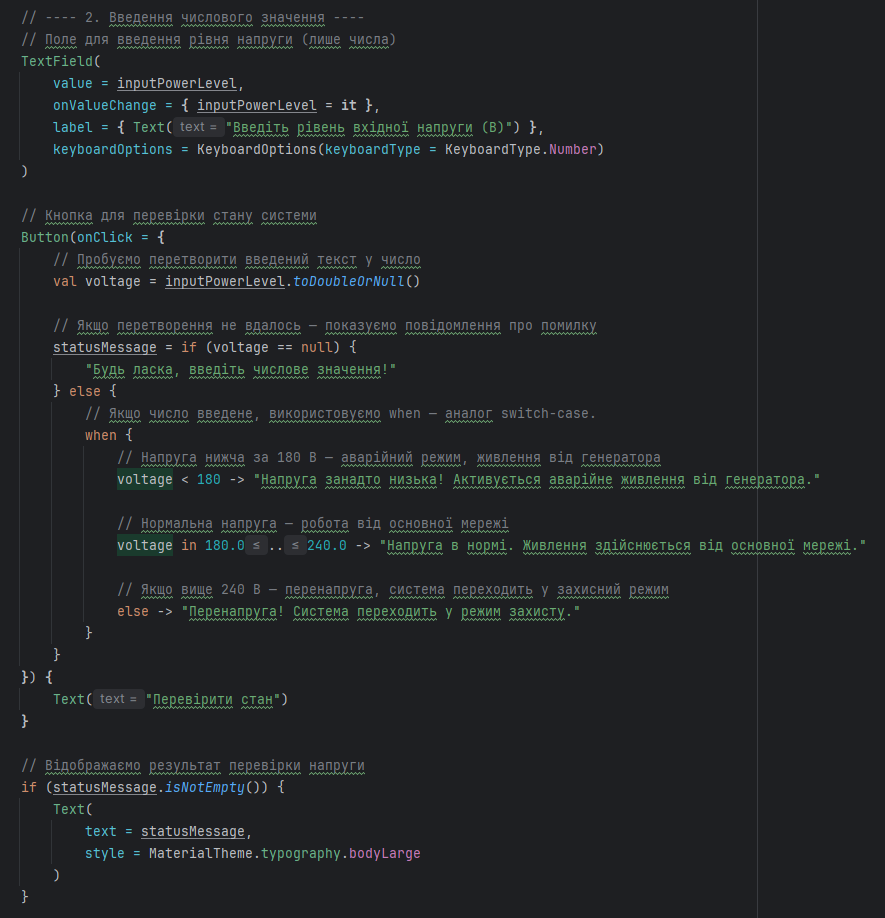 // ---- 2. Введення числового значення ----
// Поле для введення рівня напруги (лише числа)
TextField(
    value = inputPowerLevel,
    onValueChange = { inputPowerLevel = it },
    label = { Text( text = "Введіть рівень вхідної напруги (В)") },
    keyboardOptions = KeyboardOptions(keyboardType = KeyboardType.Number)
)

// Кнопка для перевірки стану системи
Button(onClick = {
    // Пробуємо перетворити введений текст у число
    val voltage = inputPowerLevel.toDoubleOrNull()

    // Якщо перетворення не вдалось — показуємо повідомлення про помилку
    statusMessage = if (voltage == null) {
        "Будь ласка, введіть числове значення!"
    } else {
        // Якщо число введене, використовуємо when — аналог switch-case.
        when {
            // Напруга нижча за 180 В — аварійний режим, живлення від генератора
            voltage < 180 -> "Напруга занадто низька! Активується аварійне живлення від генератора."

            // Нормальна напруга — робота від основної мережі
            voltage in 180.0 ≤ .. ≤ 240.0 -> "Напруга в нормі. Живлення здійснюється від основної мережі."

            // Якщо вище 240 В — перенапруга, система переходить у захисний режим
            else -> "Перенапруга! Система переходить у режим захисту."
        }
    }
}) {
    Text( text = "Перевірити стан")
}

// Відображаємо результат перевірки напруги
if (statusMessage.isNotEmpty()) {
    Text(
        text = statusMessage,
        style = MaterialTheme.typography.bodyLarge
    )
}